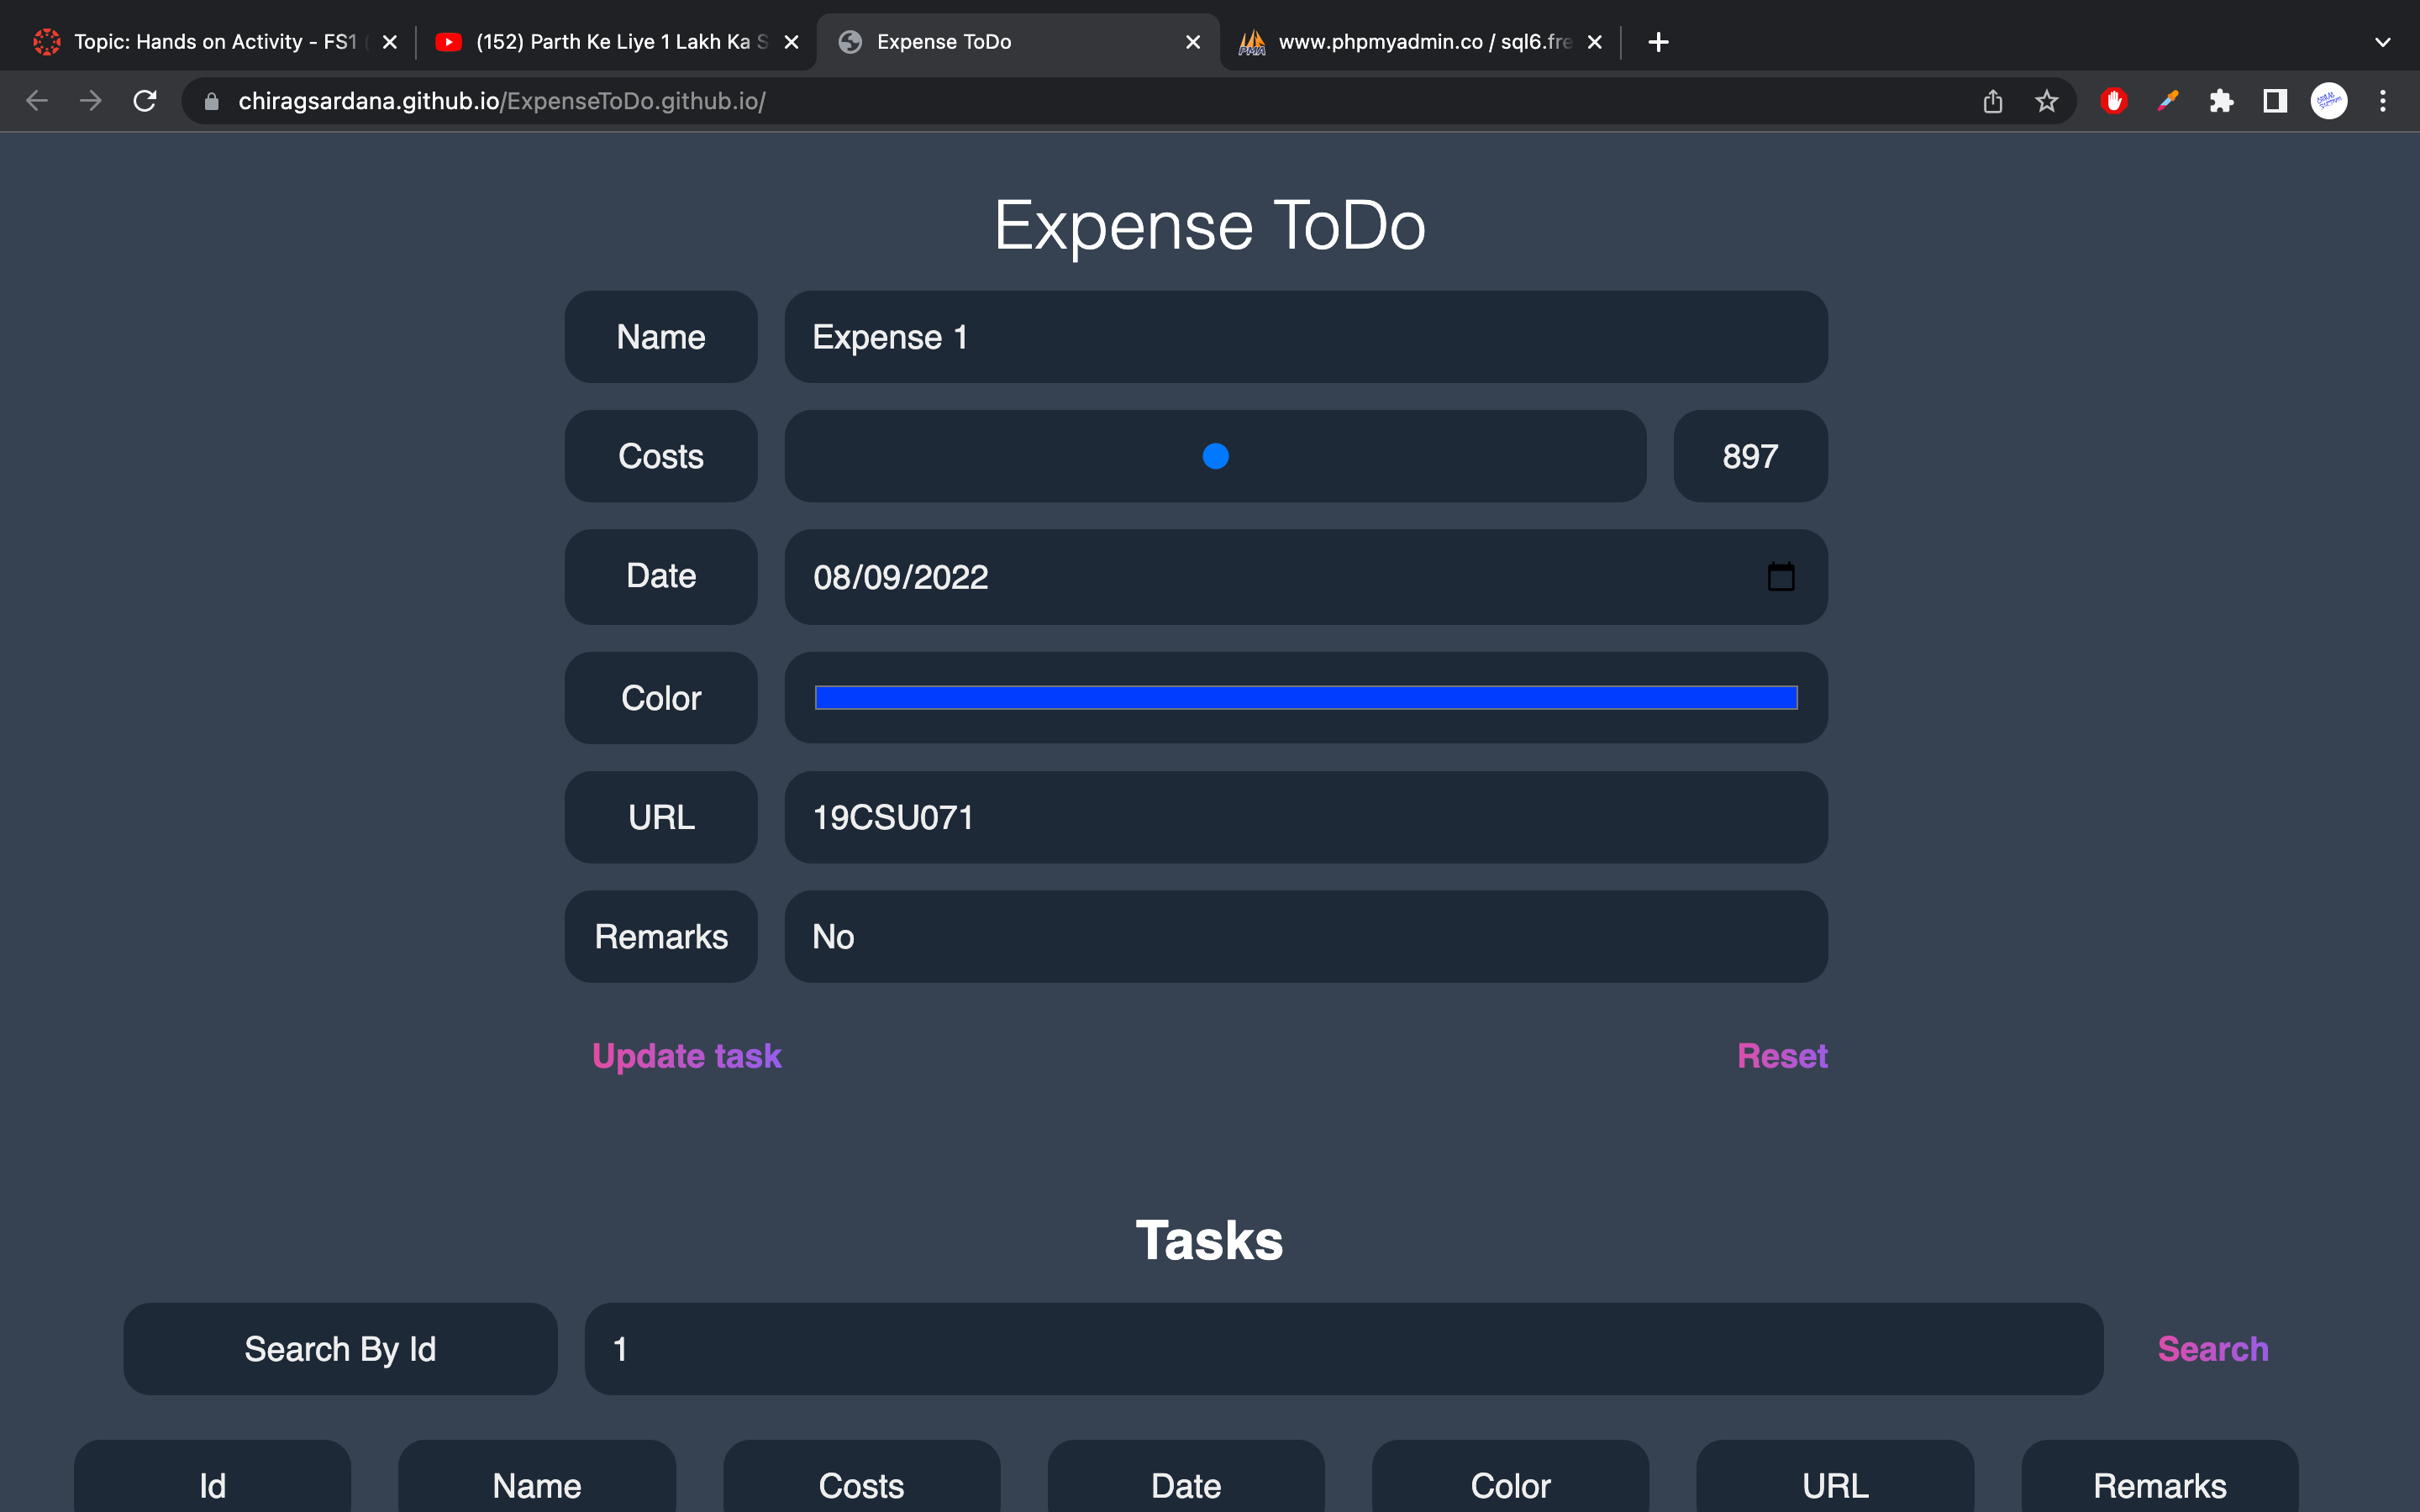 Topic: Hands on Activity - FS1
(152) Parth Ke Liye 1 Lakh Ka S
Expense ToDo
www.phpmyadmin.co / sql6.fre
chiragsardana.github.io/ExpenseToDo.github.io/
Expense ToDo
Name Expense 1
Costs 897
Date 08/09/2022
Color
URL 19CSU071
Remarks No
Update task Reset
Tasks
Search By Id 1 Search
Id Name Costs Date Color URL Remarks